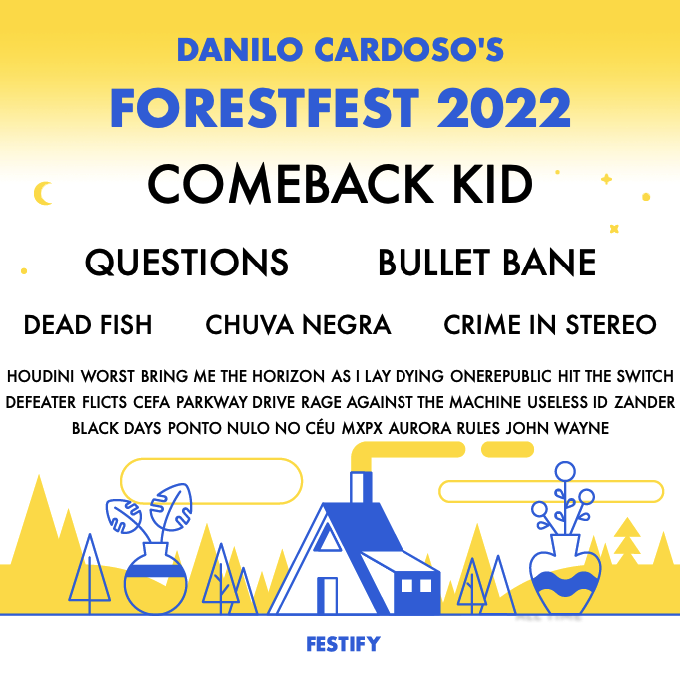 DANILO CARDOSO'S
FORESTFEST 2022
COMEBACK KID
QUESTIONS BULLET BANE
DEAD FISH CHUVA NEGRA CRIME IN STEREO
HOUDINI WORST BRING ME THE HORIZON AS I LAY DYING ONEREPUBLIC HIT THE SWITCH
DEFEATER FLICTS CEFA PARKWAY DRIVE RAGE AGAINST THE MACHINE USELESS ID ZANDER
BLACK DAYS PONTO NULO NO CÉU MXPX AURORA RULES JOHN WAYNE
FESTIFY